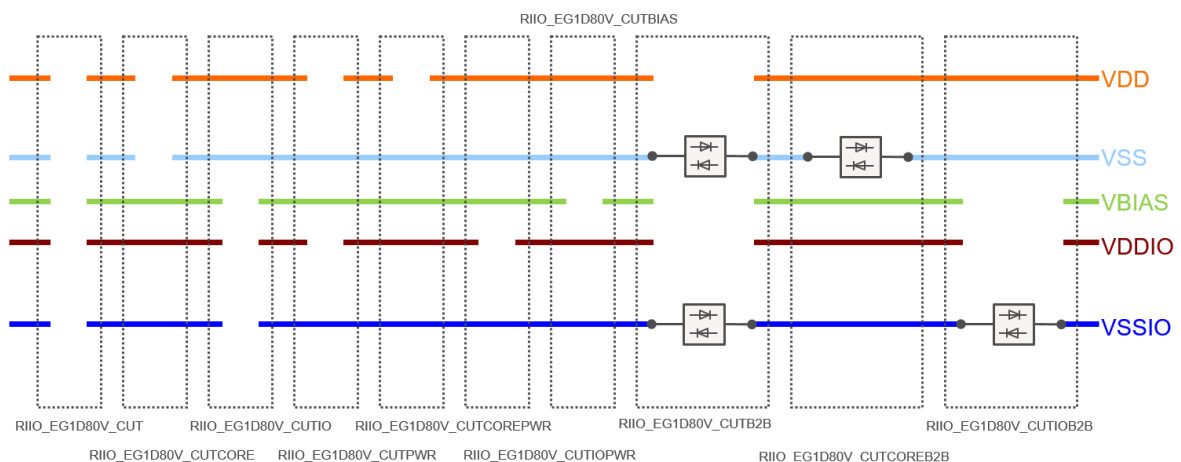 RIIO_EG1D80V_CUTBIAS
VDD
VSS
VBIAS
VDDIO
VSSIO
RIIO_EG1D80V_CUT
RIIO_EG1D80V_CUTIO
RIIO_EG1D80V_CUTCOREPWR
RIIO_EG1D80V_CUTB2B
RIIO_EG1D80V_CUTIOB2B
RIIO_EG1D80V_CUTCORE
RIIO_EG1D80V_CUTPWR
RIIO_EG1D80V_CUTIOPWR
RIIO_EG1D80V_CUTCOREB2B